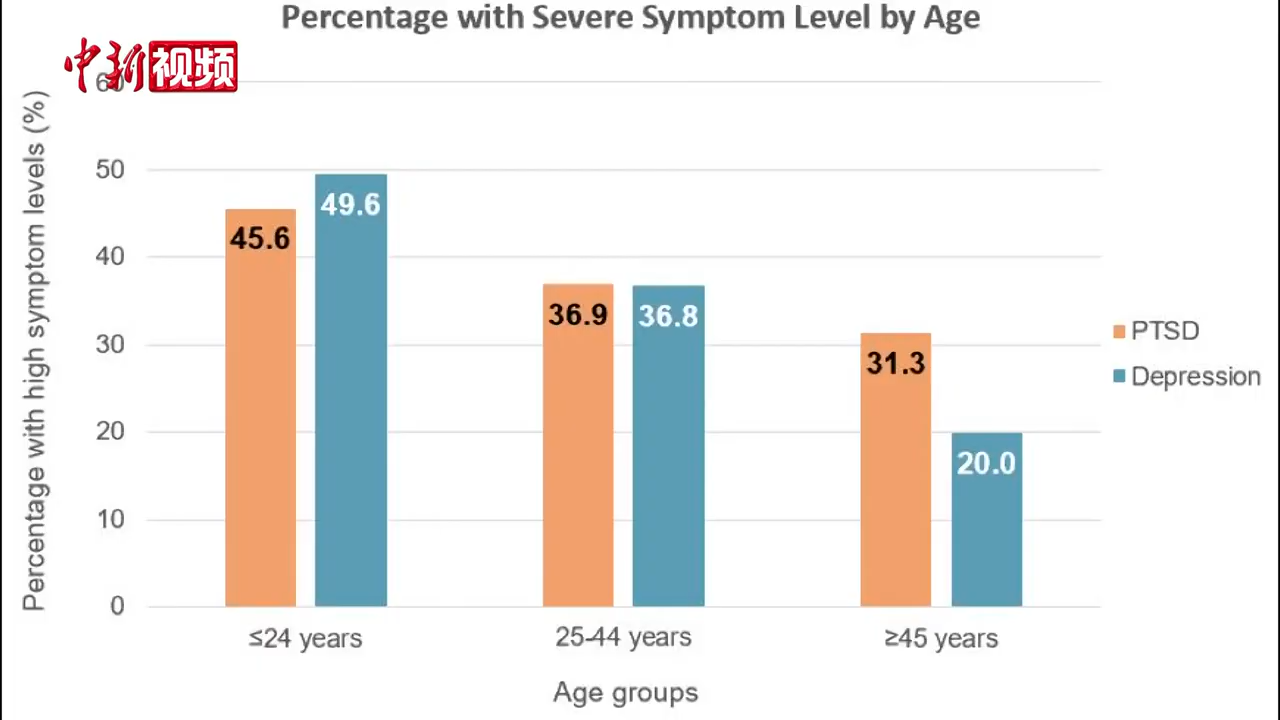 Percentage with Severe Symptom Level by Age
中新视频
Percentage with high symptom levels (%)
60
50
40
30
20
10
0
45.6
49.6
36.9
36.8
31.3
20.0
PTSD
Depression
≤24 years
25-44 years
≥45 years
Age groups